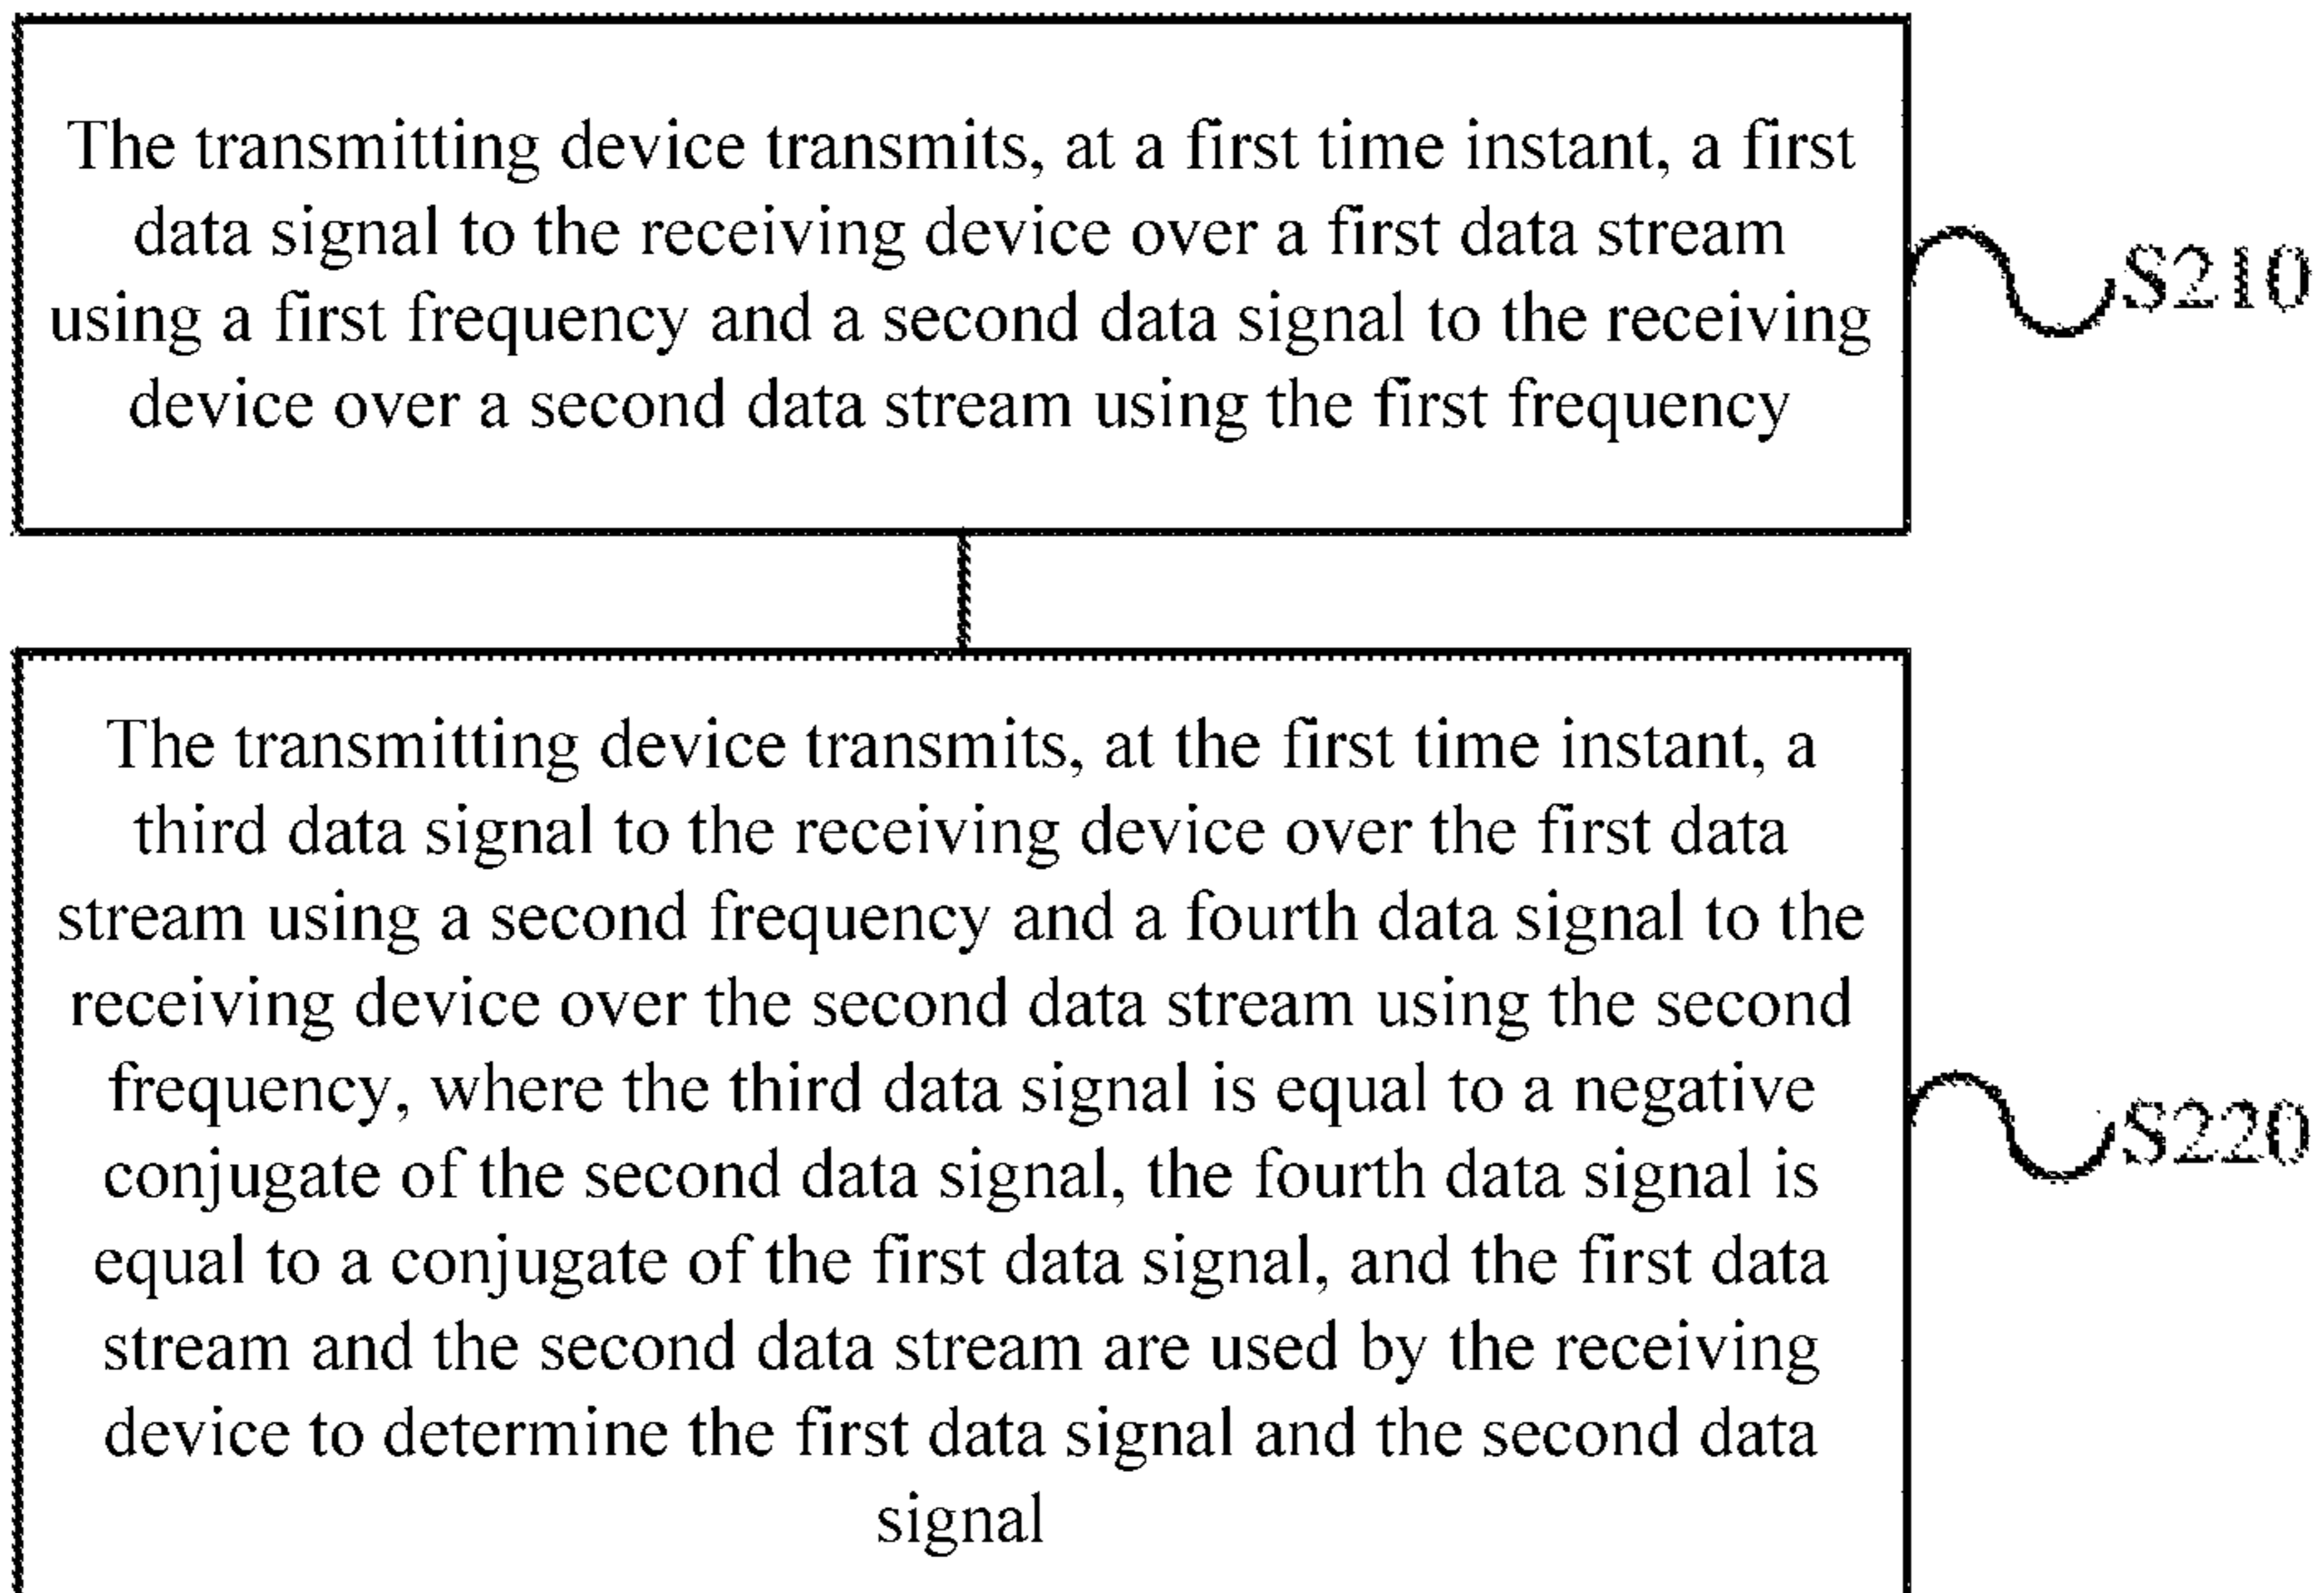 The transmitting device transmits, at a first time instant, a first
data signal to the receiving device over a first data stream
using a first frequency and a second data signal to the receiving
device over a second data stream using the first frequency
S210
The transmitting device transmits, at the first time instant, a
third data signal to the receiving device over the first data
stream using a second frequency and a fourth data signal to the
receiving device over the second data stream using the second
frequency, where the third data signal is equal to a negative
conjugate of the second data signal, the fourth data signal is
equal to a conjugate of the first data signal, and the first data
stream and the second data stream are used by the receiving
device to determine the first data signal and the second data
signal
S220